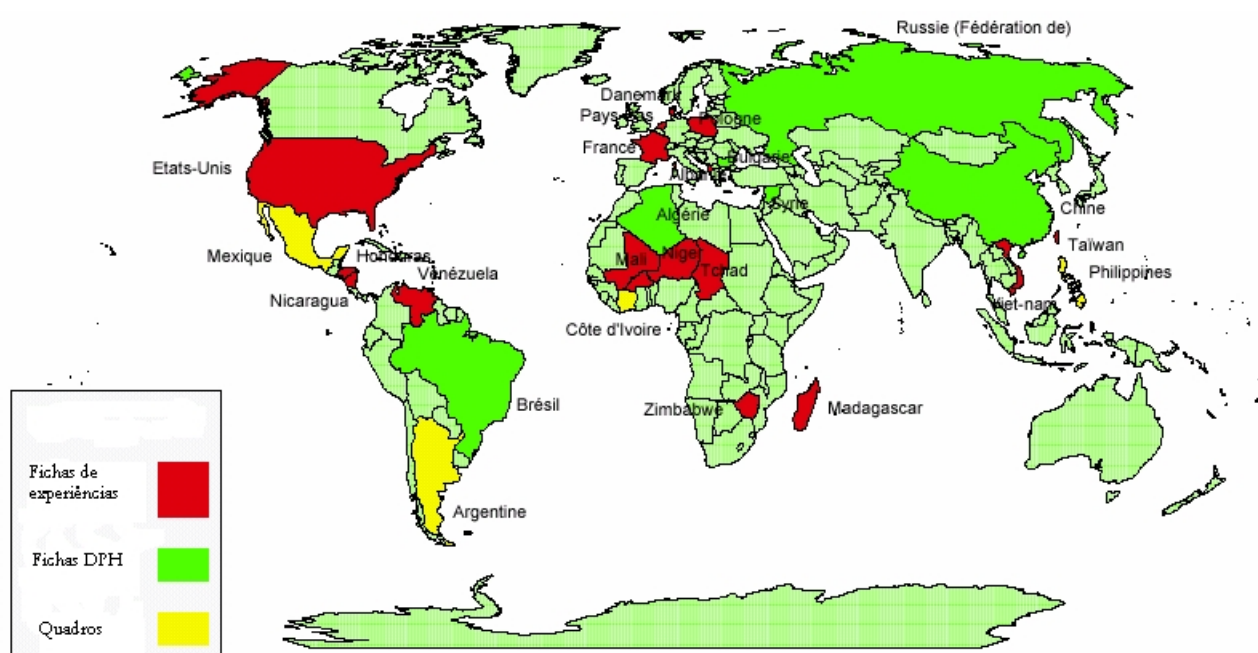 Russie (Fédération de)
Danemark
Pays-Bas
Pologne
France
Bulgarie
Etats-Unis
Algérie
Syrie
Chine
Taïwan
Mexique
Honduras
Vénézuela
Mali
Niger
Tchad
Philippines
Nicaragua
Viet-nam
Côte d'Ivoire
Brésil
Zimbabwe
Madagascar
Argentine
Fichas de
experiências
Fichas DPH
Quadros